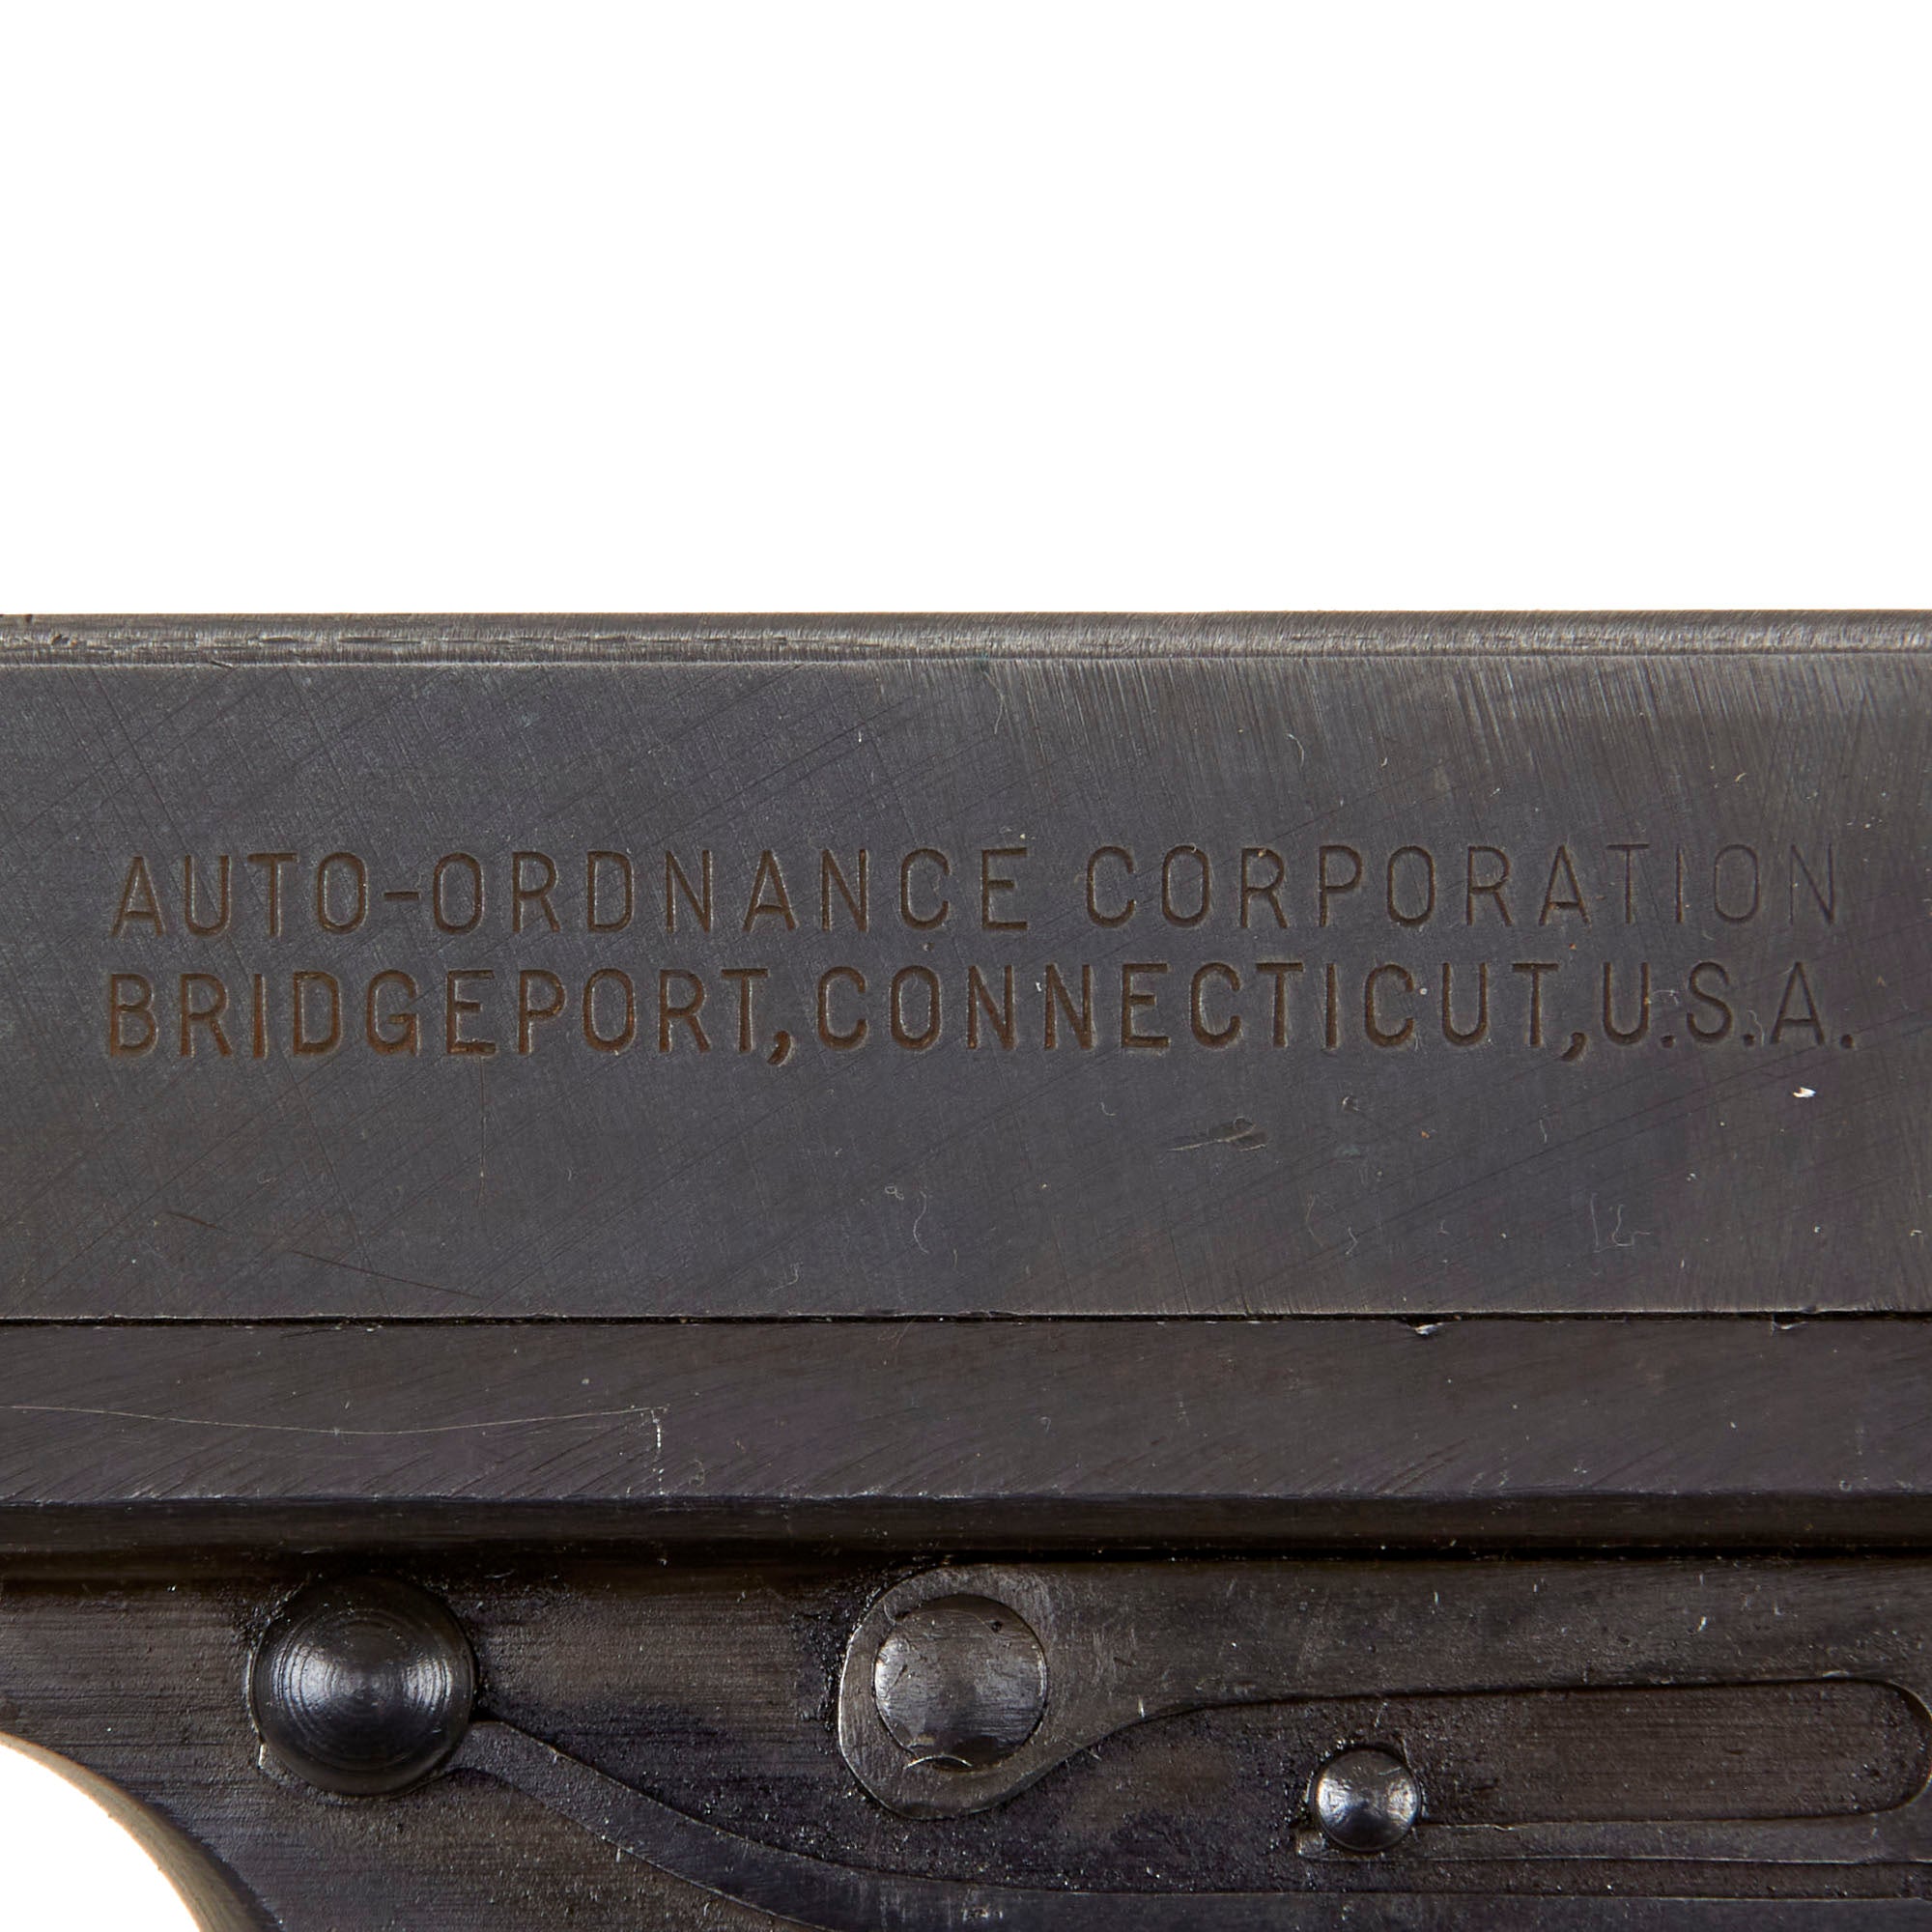 AUTO-ORDNANCE CORPORATION
BRIDGEPORT, CONNECTICUT, U.S.A.